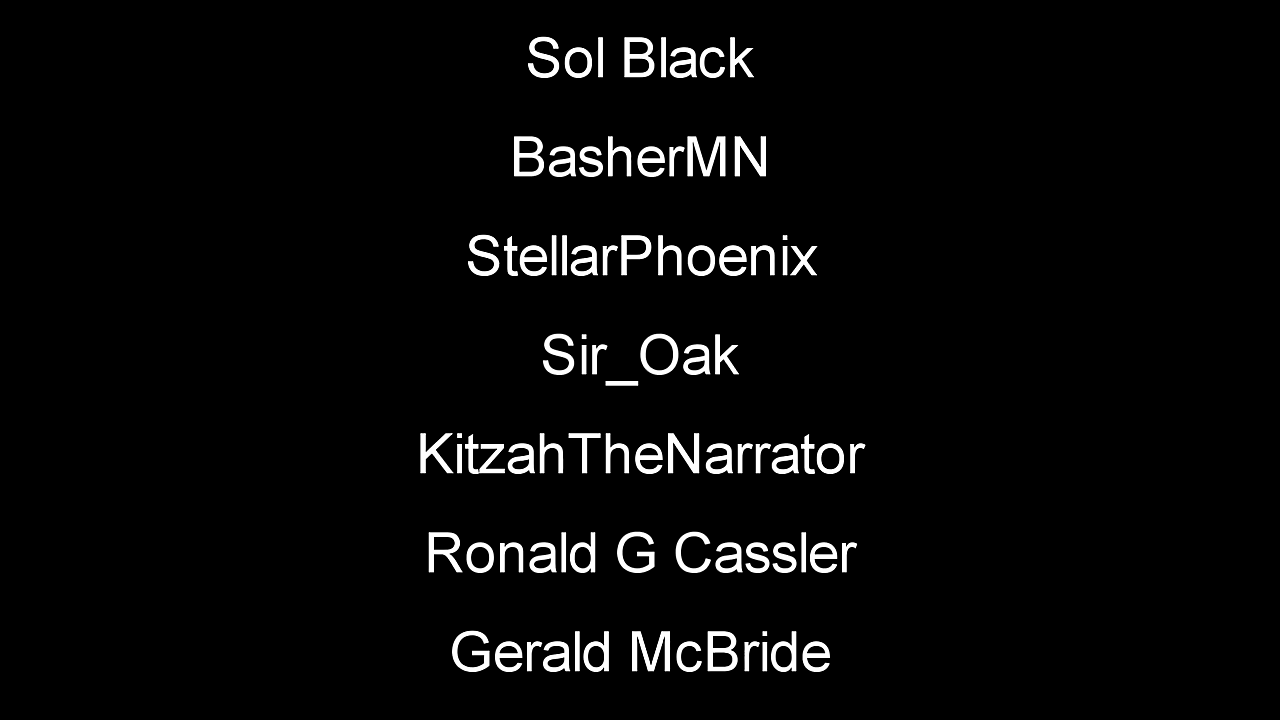 Sol Black
BasherMN
StellarPhoenix
Sir_Oak
KitzahTheNarrator
Ronald G Cassler
Gerald McBride